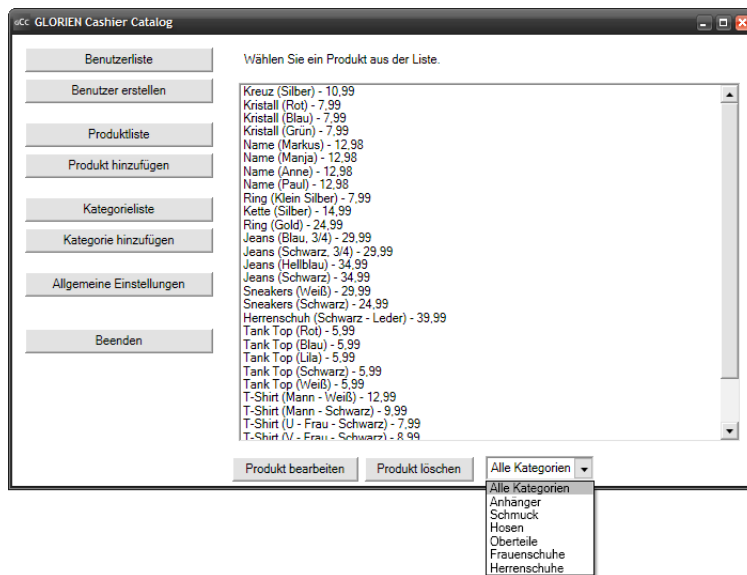 GCC GLORIEN Cashier Catalog
Benutzerliste
Benutzer erstellen
Produktliste
Produkt hinzufügen
Kategorieliste
Kategorie hinzufügen
Allgemeine Einstellungen
Beenden
Wählen Sie ein Produkt aus der Liste.
Kreuz (Silber) - 10,99
Kristall (Rot) - 7,99
Kristall (Blau) - 7,99
Kristall (Grün) - 7,99
Name (Markus) - 12,98
Name (Manja) - 12,98
Name (Anne) - 12,98
Name (Paul) - 12,98
Ring (Klein Silber) - 7,99
Kette (Silber) - 14,99
Ring (Gold) - 24,99
Jeans (Blau, 3/4) - 29,99
Jeans (Schwarz, 3/4) - 29,99
Jeans (Hellblau) - 34,99
Jeans (Schwarz) - 34,99
Sneakers (Weiß) - 29,99
Sneakers (Schwarz) - 24,99
Herrenschuh (Schwarz - Leder) - 39,99
Tank Top (Rot) - 5,99
Tank Top (Blau) - 5,99
Tank Top (Lila) - 5,99
Tank Top (Schwarz) - 5,99
Tank Top (Weiß) - 5,99
T-Shirt (Mann - Weiß) - 12,99
T-Shirt (Mann - Schwarz) - 9,99
T-Shirt (U - Frau - Schwarz) - 7,99
T-Shirt (V - Frau - Schwarz) - 8,99
Produkt bearbeiten
Produkt löschen
Alle Kategorien
Alle Kategorien
Anhänger
Schmuck
Hosen
Oberteile
Frauenschuhe
Herrenschuhe